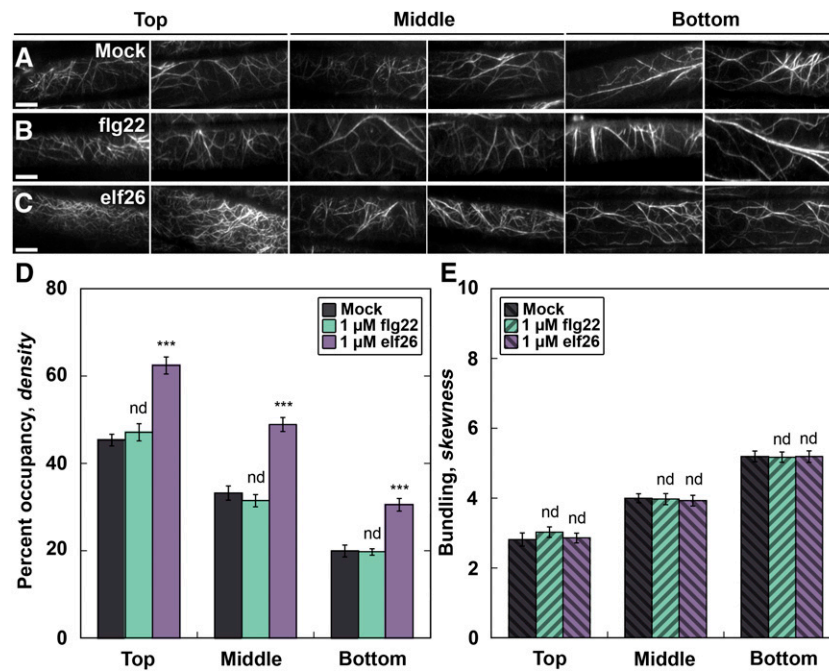 Top Middle Bottom
A Mock
B flg22
C elf26
D
Percent occupancy, density
80
60
40
20
0
Mock
1 µM flg22
1 µM elf26
*** 
nd
***
nd
***
nd
Top Middle Bottom
E
Bundling, skewness
10
8
6
4
2
0
Mock
1 µM flg22
1 µM elf26
nd nd
nd nd
nd nd
Top Middle Bottom